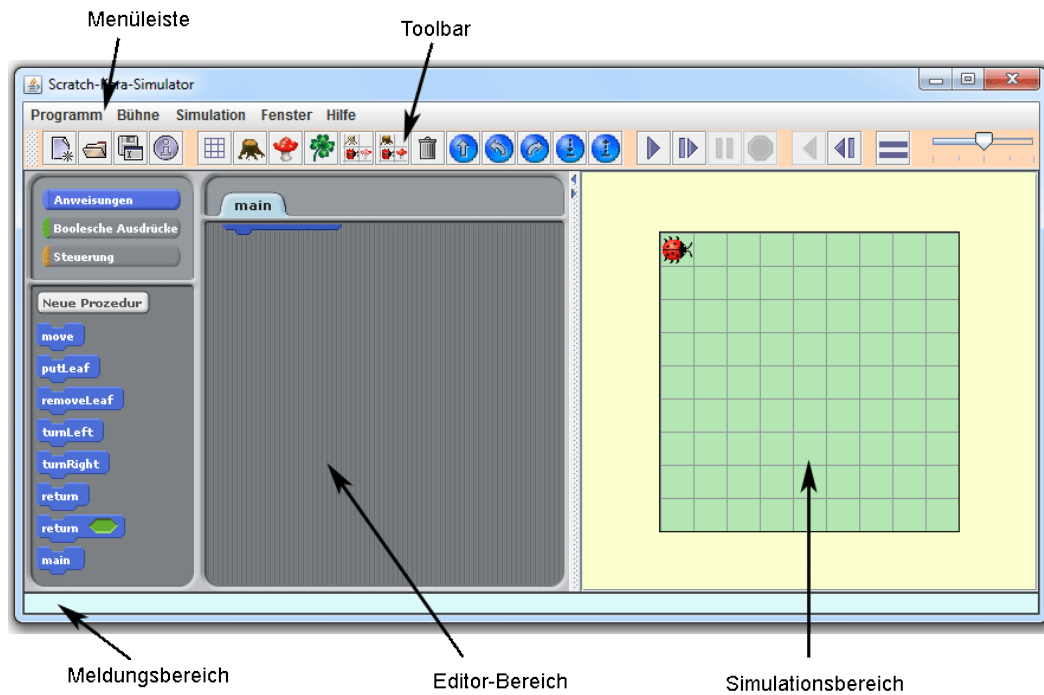 Menüleiste
Toolbar
Scratch-Kara-Simulator
Programm Bühne Simulation Fenster Hilfe
Anweisungen
Boolesche Ausdrücke
Steuerung
main
Neue Prozedur
move
putLeaf
removeLeaf
turnLeft
turnRight
return
return
main
Meldungsbereich
Editor-Bereich
Simulationsbereich